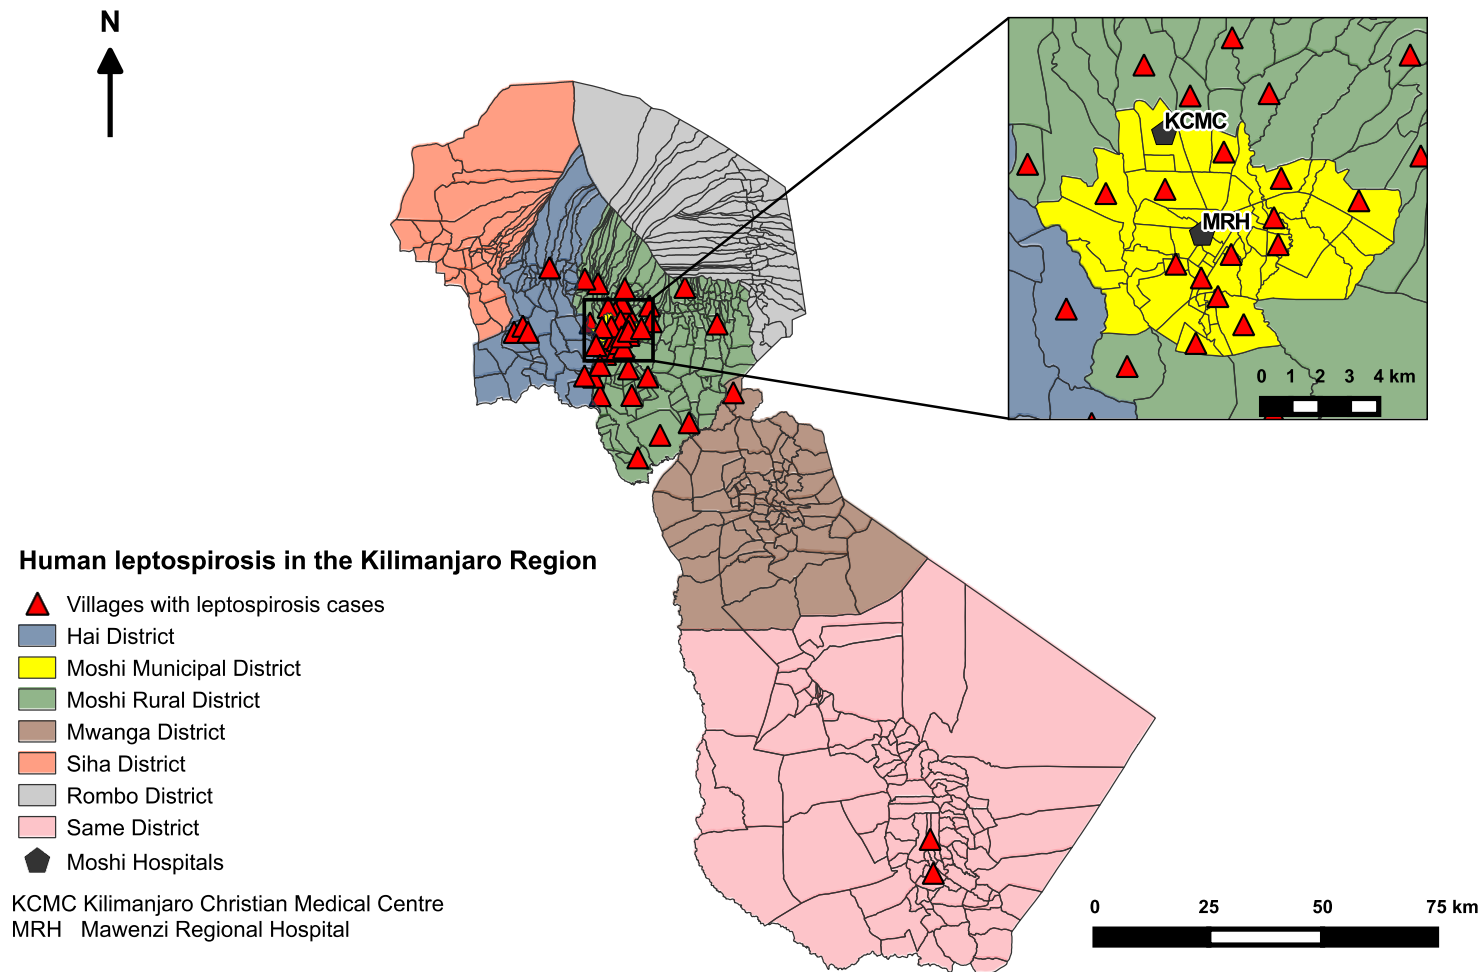 N
KCMC
MRH
0 1 2 3 4 km
Human leptospirosis in the Kilimanjaro Region
Villages with leptospirosis cases
Hai District
Moshi Municipal District
Moshi Rural District
Mwanga District
Siha District
Rombo District
Same District
Moshi Hospitals
KCMC Kilimanjaro Christian Medical Centre
MRH Mawenzi Regional Hospital
0 25 50 75 km